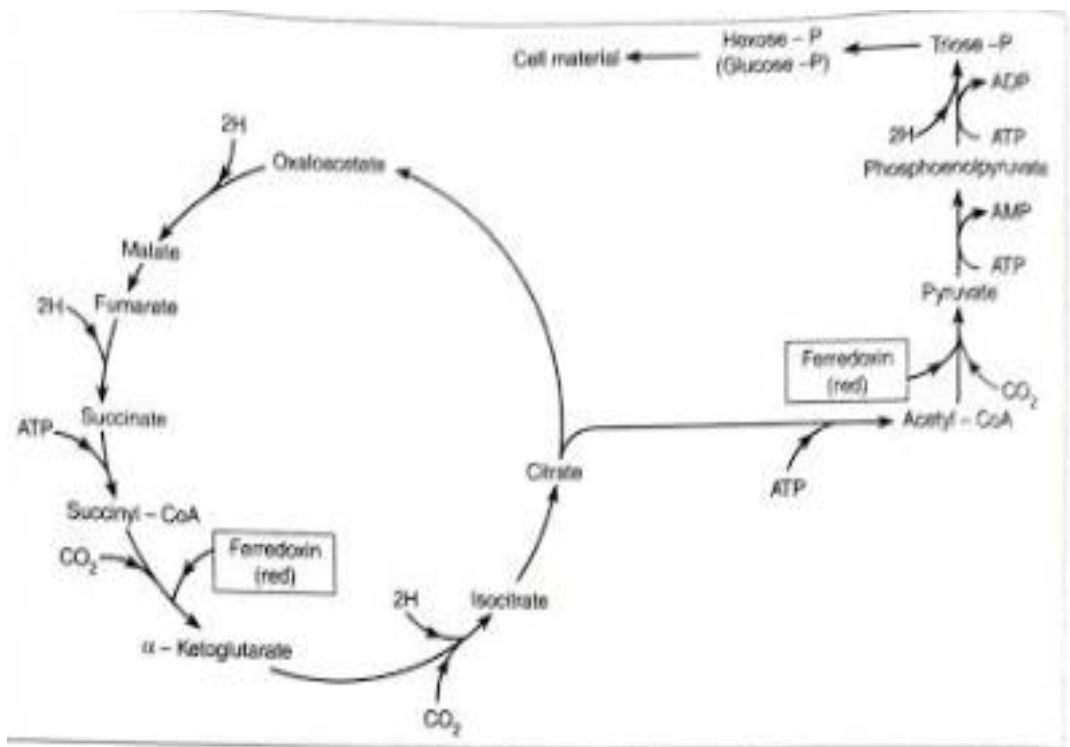 Cell material
Hexose – P
(Glucose –P)
Triose –P
ADP
2H
ATP
Phosphoenolpyruvate
AMP
ATP
Pyruvate
Ferredoxin
(red)
CO2
Acetyl – CoA
ATP
2H
Oxaloacetate
Malate
2H
Fumarate
Succinate
ATP
Succinyl – CoA
CO2
Ferredoxin
(red)
α – Ketoglutarate
2H
Isocitrate
CO2
Citrate